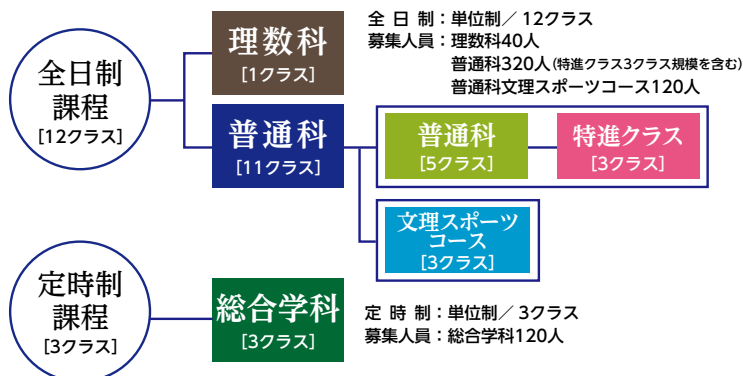 全日制
課程
[12クラス]
理数科
[1クラス]
普通科
[11クラス]
全 日 制：単位制／12クラス
募集人員：理数科40人
普通科320人(特進クラス3クラス規模を含む)
普通科文理スポーツコース120人
普通科
[5クラス]
特進クラス
[3クラス]
文理スポーツ
コース
[3クラス]
定時制
課程
[3クラス]
総合学科
[3クラス]
定 時 制：単位制／3クラス
募集人員：総合学科120人